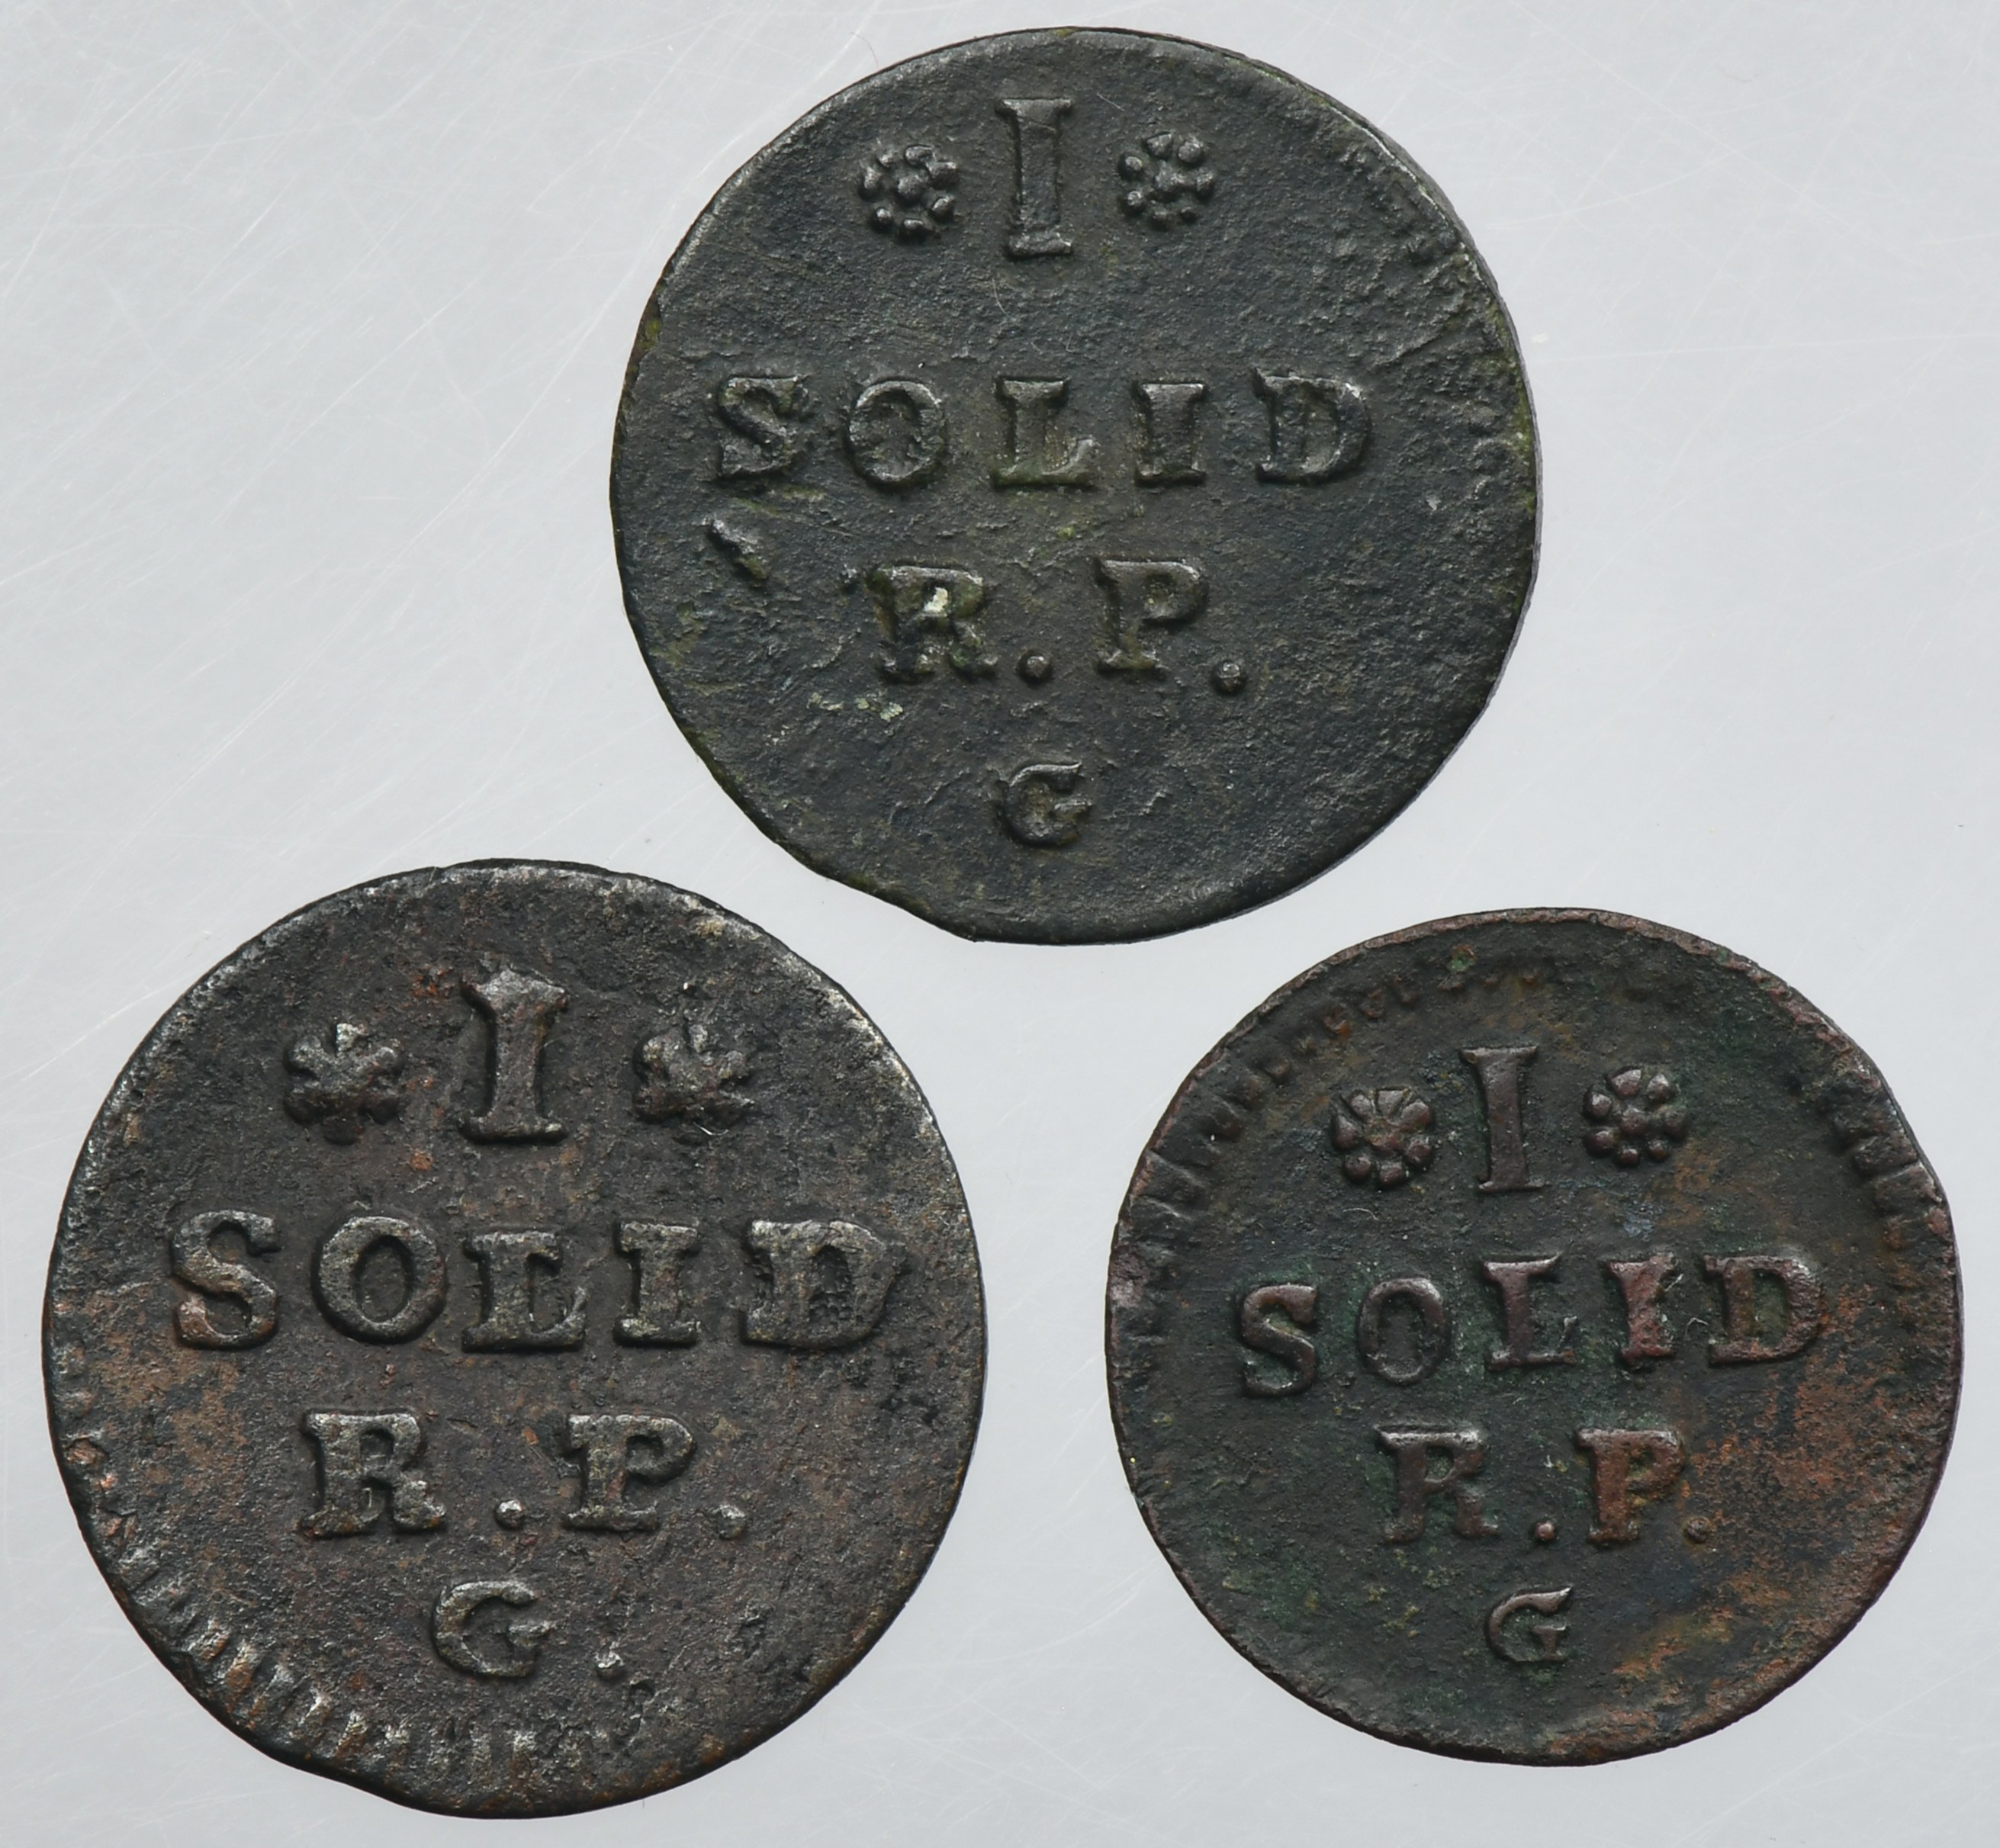 I
SOLID
R.P.
G
I
SOLID
R.P.
G.
I
SOLID
R.P.
G